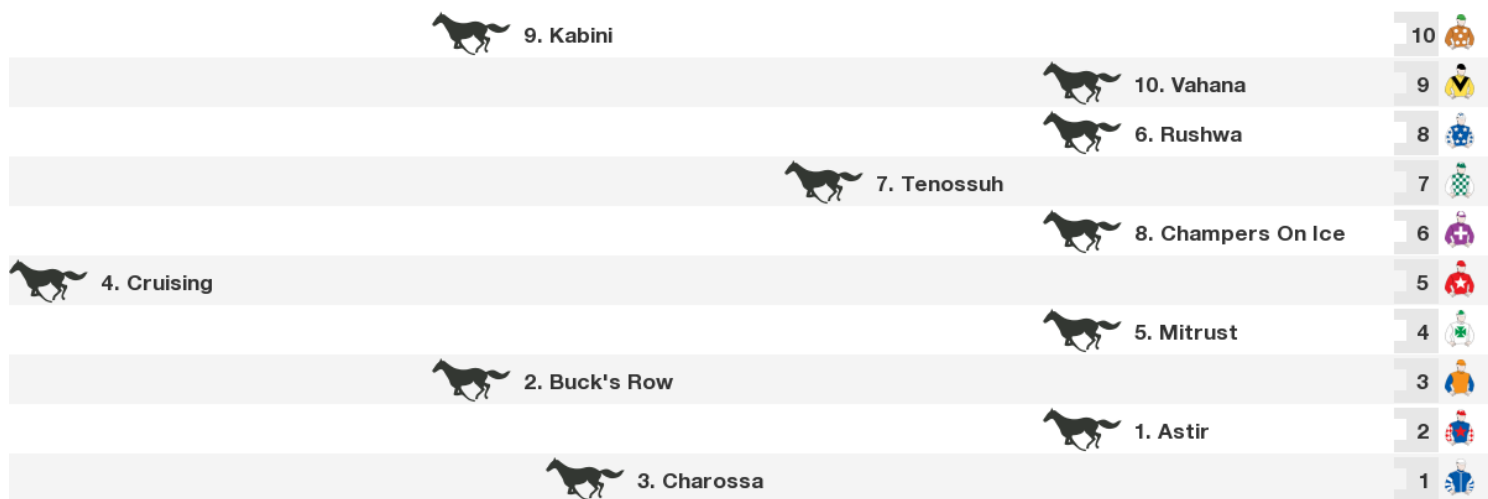 9. Kabini 10
10. Vahana 9
6. Rushwa 8
7. Tenossuh 7
8. Champers On Ice 6
4. Cruising 5
5. Mitrust 4
2. Buck's Row 3
1. Astir 2
3. Charossa 1